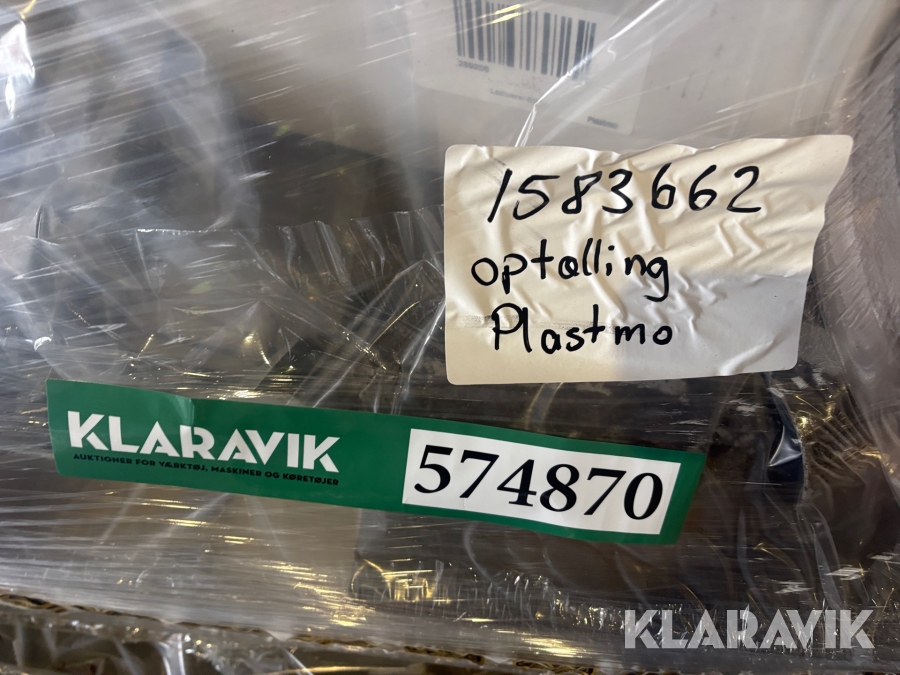 1583662
optælling
Plastmo
KLARAVIK
AUKTIONER FOR VÆRKTØJ, MASKINER OG KØRETØJER
574870
KLARAVIK